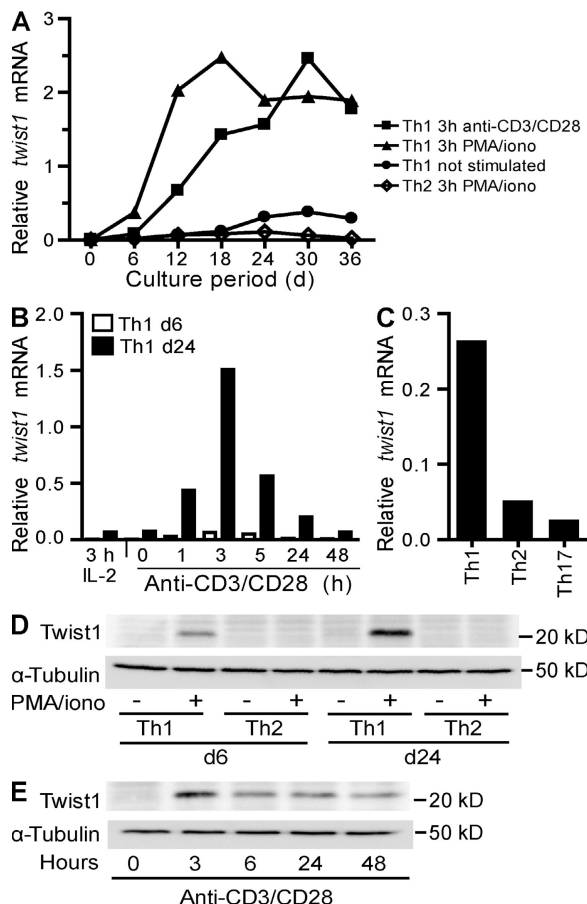 A
Relative twist1 mRNA
3
2
1
0
0 6 12 18 24 30 36
Culture period (d)
Th1 3h anti-CD3/CD28
Th1 3h PMA/iono
Th1 not stimulated
Th2 3h PMA/iono
B
Relative twist1 mRNA
2.0
1.5
1.0
0.5
0.0
Th1 d6
Th1 d24
3 h 0 1 3 5 24 48
IL-2 Anti-CD3/CD28 (h)
C
Relative twist1 mRNA
0.3
0.2
0.1
0.0
Th1 Th2 Th17
D
Twist1 20 kD
α-Tubulin 50 kD
PMA/iono - + - + - + - +
Th1 Th2 Th1 Th2
d6 d24
E
Twist1 20 kD
α-Tubulin 50 kD
Hours 0 3 6 24 48
Anti-CD3/CD28